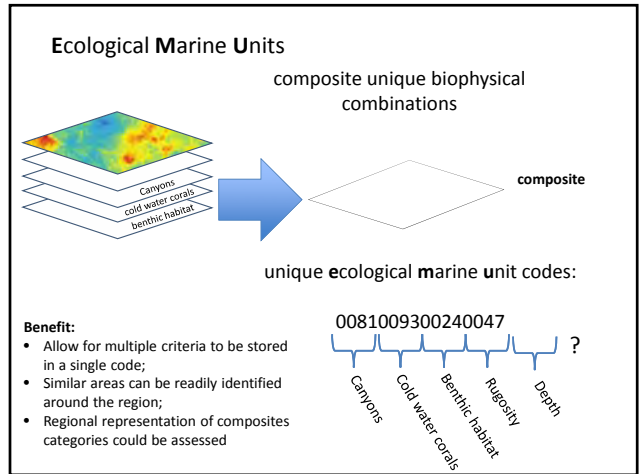 Ecological Marine Units
composite unique biophysical
combinations
Canyons
cold water corals
benthic habitat
composite
unique ecological marine unit codes:
0081009300240047
?
Canyons
Cold water corals
Benthic habitat
Rugosity
Depth
Benefit:
• Allow for multiple criteria to be stored
in a single code;
• Similar areas can be readily identified
around the region;
• Regional representation of composites
categories could be assessed